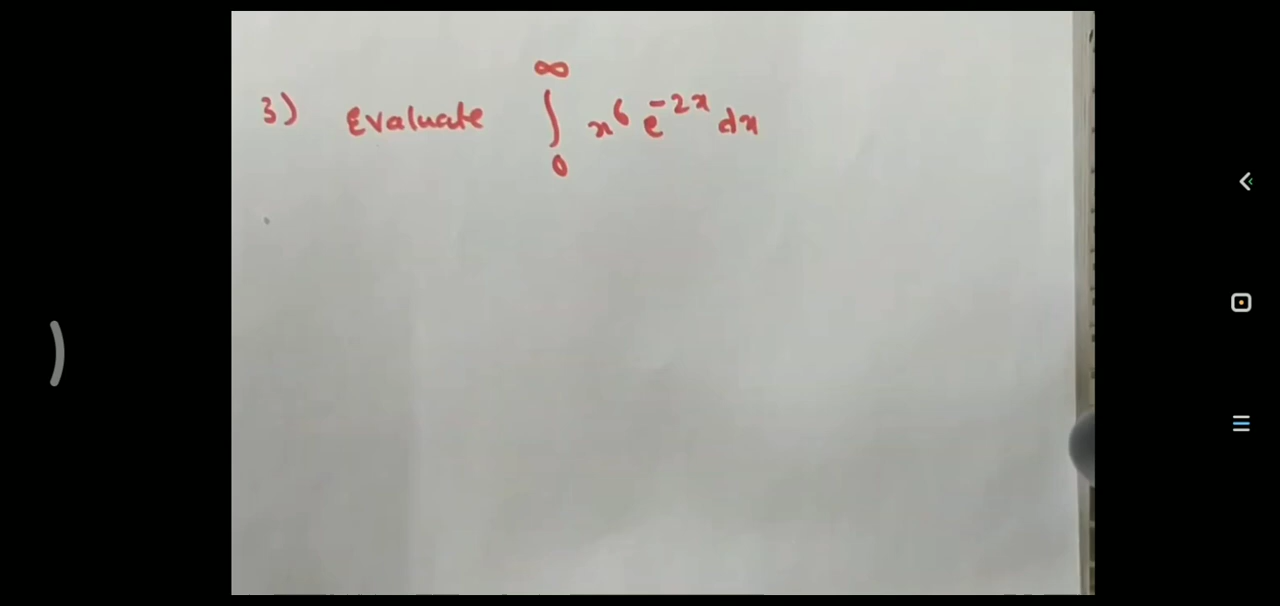 3) Evaluate ∫₀^∞ x⁶ e^(-2x) dx